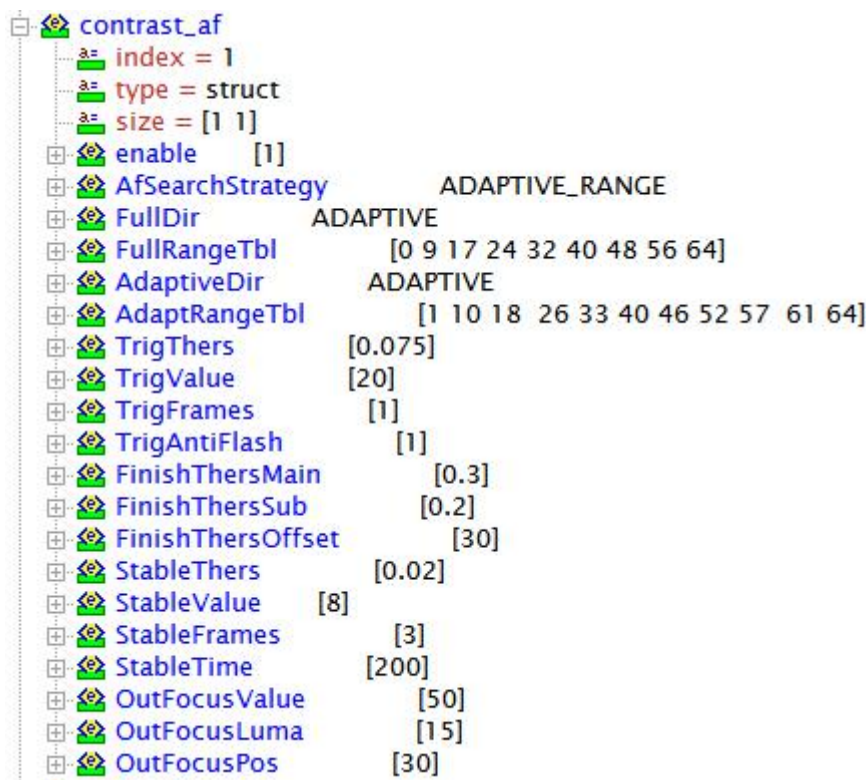 contrast_af
index = 1
type = struct
size = [1 1]
enable [1]
AfSearchStrategy ADAPTIVE_RANGE
FullDir ADAPTIVE
FullRangeTbl [0 9 17 24 32 40 48 56 64]
AdaptiveDir ADAPTIVE
AdaptRangeTbl [1 10 18 26 33 40 46 52 57 61 64]
TrigThers [0.075]
TrigValue [20]
TrigFrames [1]
TrigAntiFlash [1]
FinishThersMain [0.3]
FinishThersSub [0.2]
FinishThersOffset [30]
StableThers [0.02]
StableValue [8]
StableFrames [3]
StableTime [200]
OutFocusValue [50]
OutFocusLuma [15]
OutFocusPos [30]